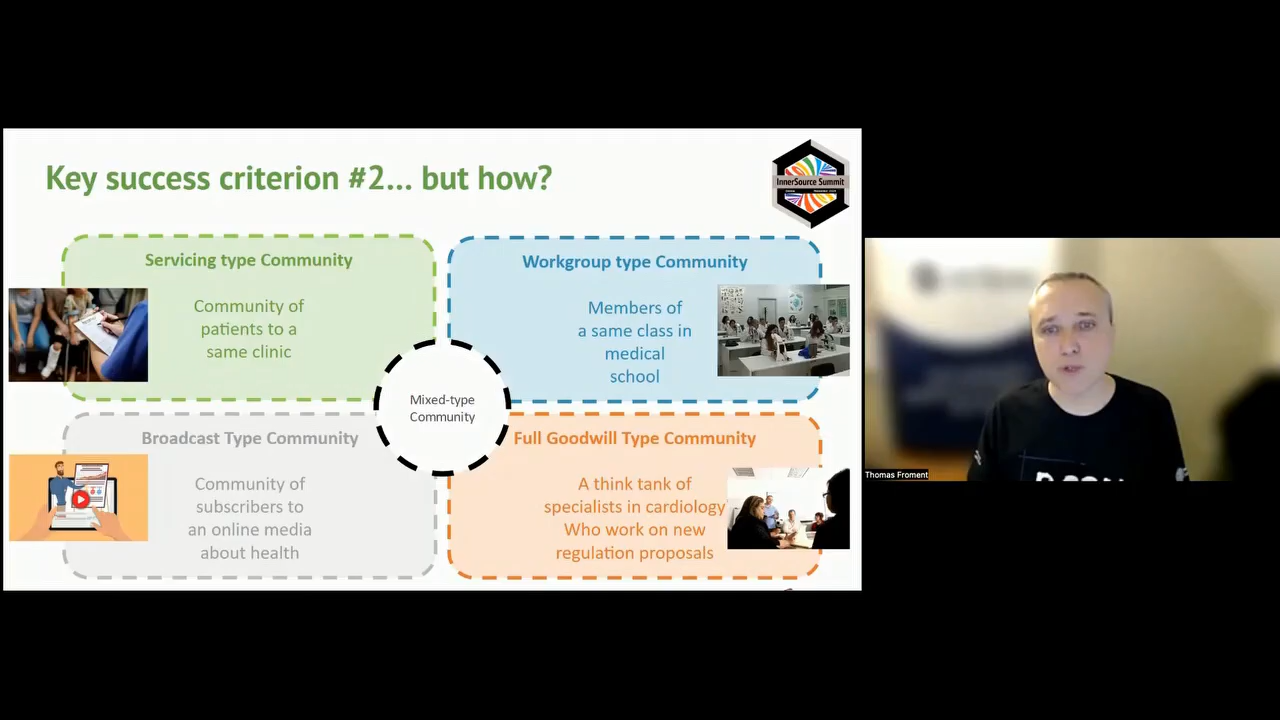 Key success criterion #2... but how?
InnerSource Summit
Servicing type Community
Community of
patients to a
same clinic
Workgroup type Community
Members of
a same class in
medical
school
Mixed-type
Community
Broadcast Type Community
Community of
subscribers to
an online media
about health
Full Goodwill Type Community
A think tank of
specialists in cardiology
Who work on new
regulation proposals
Thomas Froment